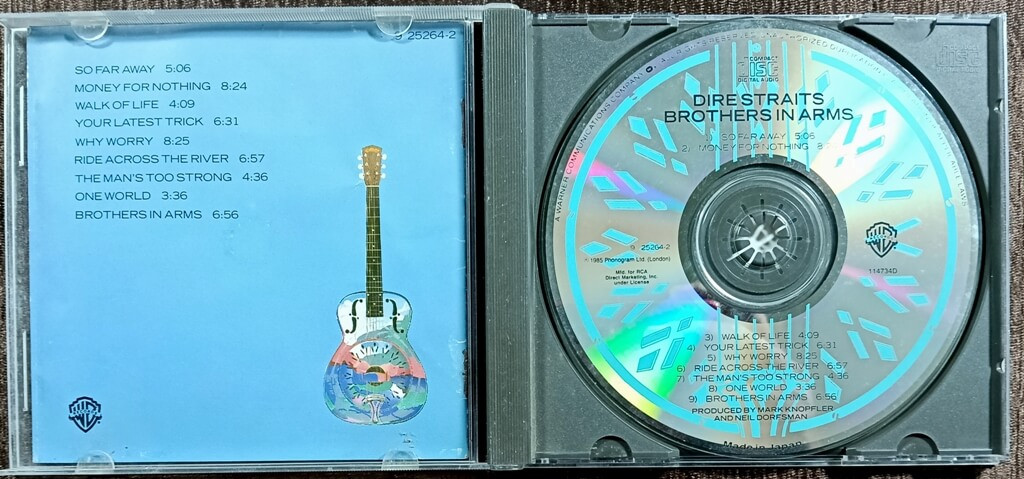 9 25264-2
SO FAR AWAY 5:06
MONEY FOR NOTHING 8:24
WALK OF LIFE 4:09
YOUR LATEST TRICK 6:31
WHY WORRY 8:25
RIDE ACROSS THE RIVER 6:57
THE MAN'S TOO STRONG 4:36
ONE WORLD 3:36
BROTHERS IN ARMS 6:56
COMPACT
DISC
DIGITAL AUDIO
DIRE STRAITS
BROTHERS IN ARMS
SO FAR AWAY 5:06
2) MONEY FOR NOTHING
A WARNER COMMUNICATIONS COMPANY
9 25264-2
1985 Phonogram Ltd. (London)
Mfd. for RCA
Direct Marketing, Inc.
under License
114734D
3) WALK OF LIFE 4:09
4) YOUR LATEST TRICK 6:31
5) WHY WORRY 8:25
6) RIDE ACROSS THE RIVER 6:57
7) THE MAN'S TOO STRONG 4:36
8) ONE WORLD 3:36
9) BROTHERS IN ARMS 6:56
PRODUCED BY MARK KNOPFLER
AND NEIL DORFSMAN
Made in Japan